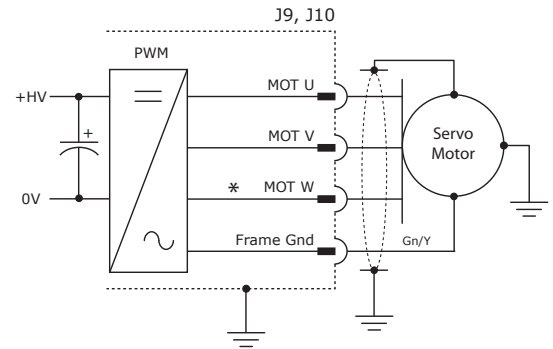 J9, J10
PWM
MOT U
+HV
+
MOT V
Servo
Motor
0V
* MOT W
Frame Gnd
Gn/Y